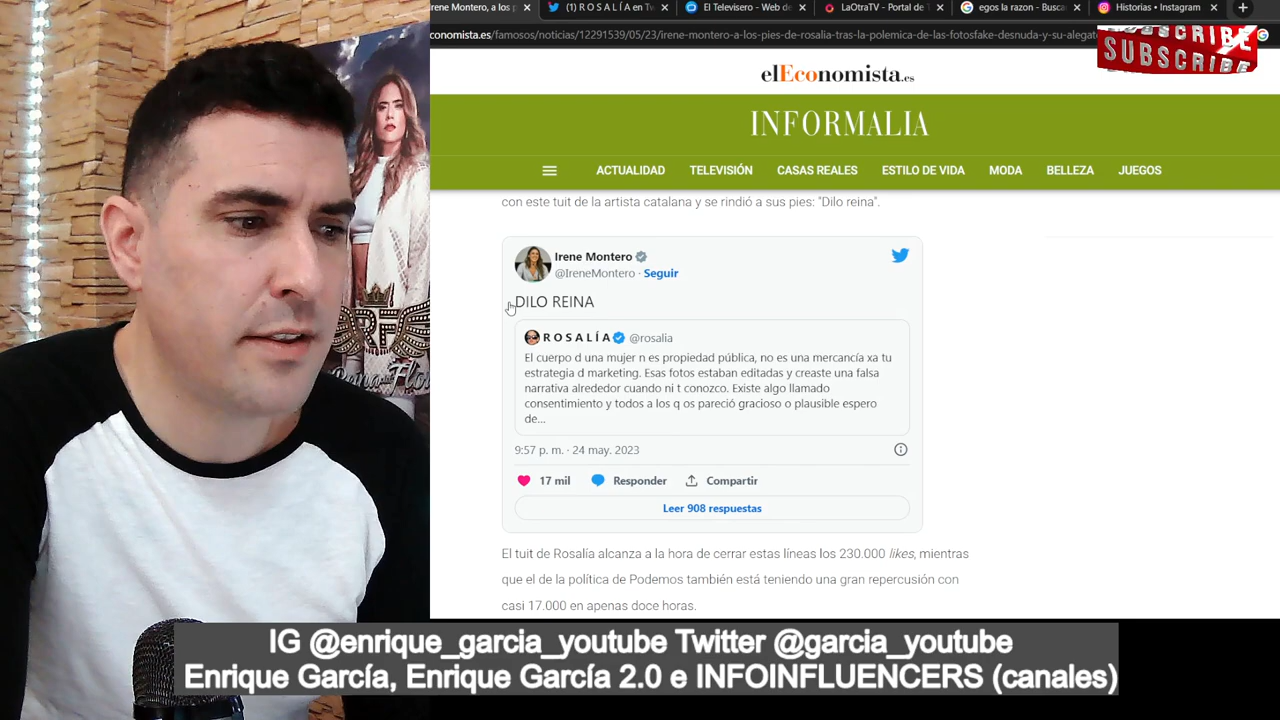 Irene Montero, a los p
(1) R O S A L Í A en Tw
El Televisero - Web de
LaOtraTV - Portal de T
egos la razon - Busca
Historias • Instagram
conomista.es/famosos/noticias/12291539/05/23/irene-montero-a-los-pies-de-rosalia-tras-la-polemica-de-las-fotosfake-desnuda-y-su-alega
SUBSCRIBE
SUBSCRIBE
elEconomista.es
INFORMALIA
ACTUALIDAD TELEVISIÓN CASAS REALES ESTILO DE VIDA MODA BELLEZA JUEGOS
con este tuit de la artista catalana y se rindió a sus pies: "Dilo reina".
Irene Montero
@IreneMontero · Seguir
DILO REINA
R O S A L Í A @rosalia
El cuerpo d una mujer n es propiedad pública, no es una mercancía xa tu
estrategia d marketing. Esas fotos estaban editadas y creaste una falsa
narrativa alrededor cuando ni t conozco. Existe algo llamado
consentimiento y todos a los q os pareció gracioso o plausible espero
de...
9:57 p. m. · 24 may. 2023
17 mil Responder Compartir
Leer 908 respuestas
El tuit de Rosalía alcanza a la hora de cerrar estas líneas los 230.000 likes, mientras
que el de la política de Podemos también está teniendo una gran repercusión con
casi 17.000 en apenas doce horas.
RF
Reina Flo
IG @enrique_garcia_youtube Twitter @garcia_youtube
Enrique García, Enrique García 2.0 e INFOINFLUENCERS (canales)